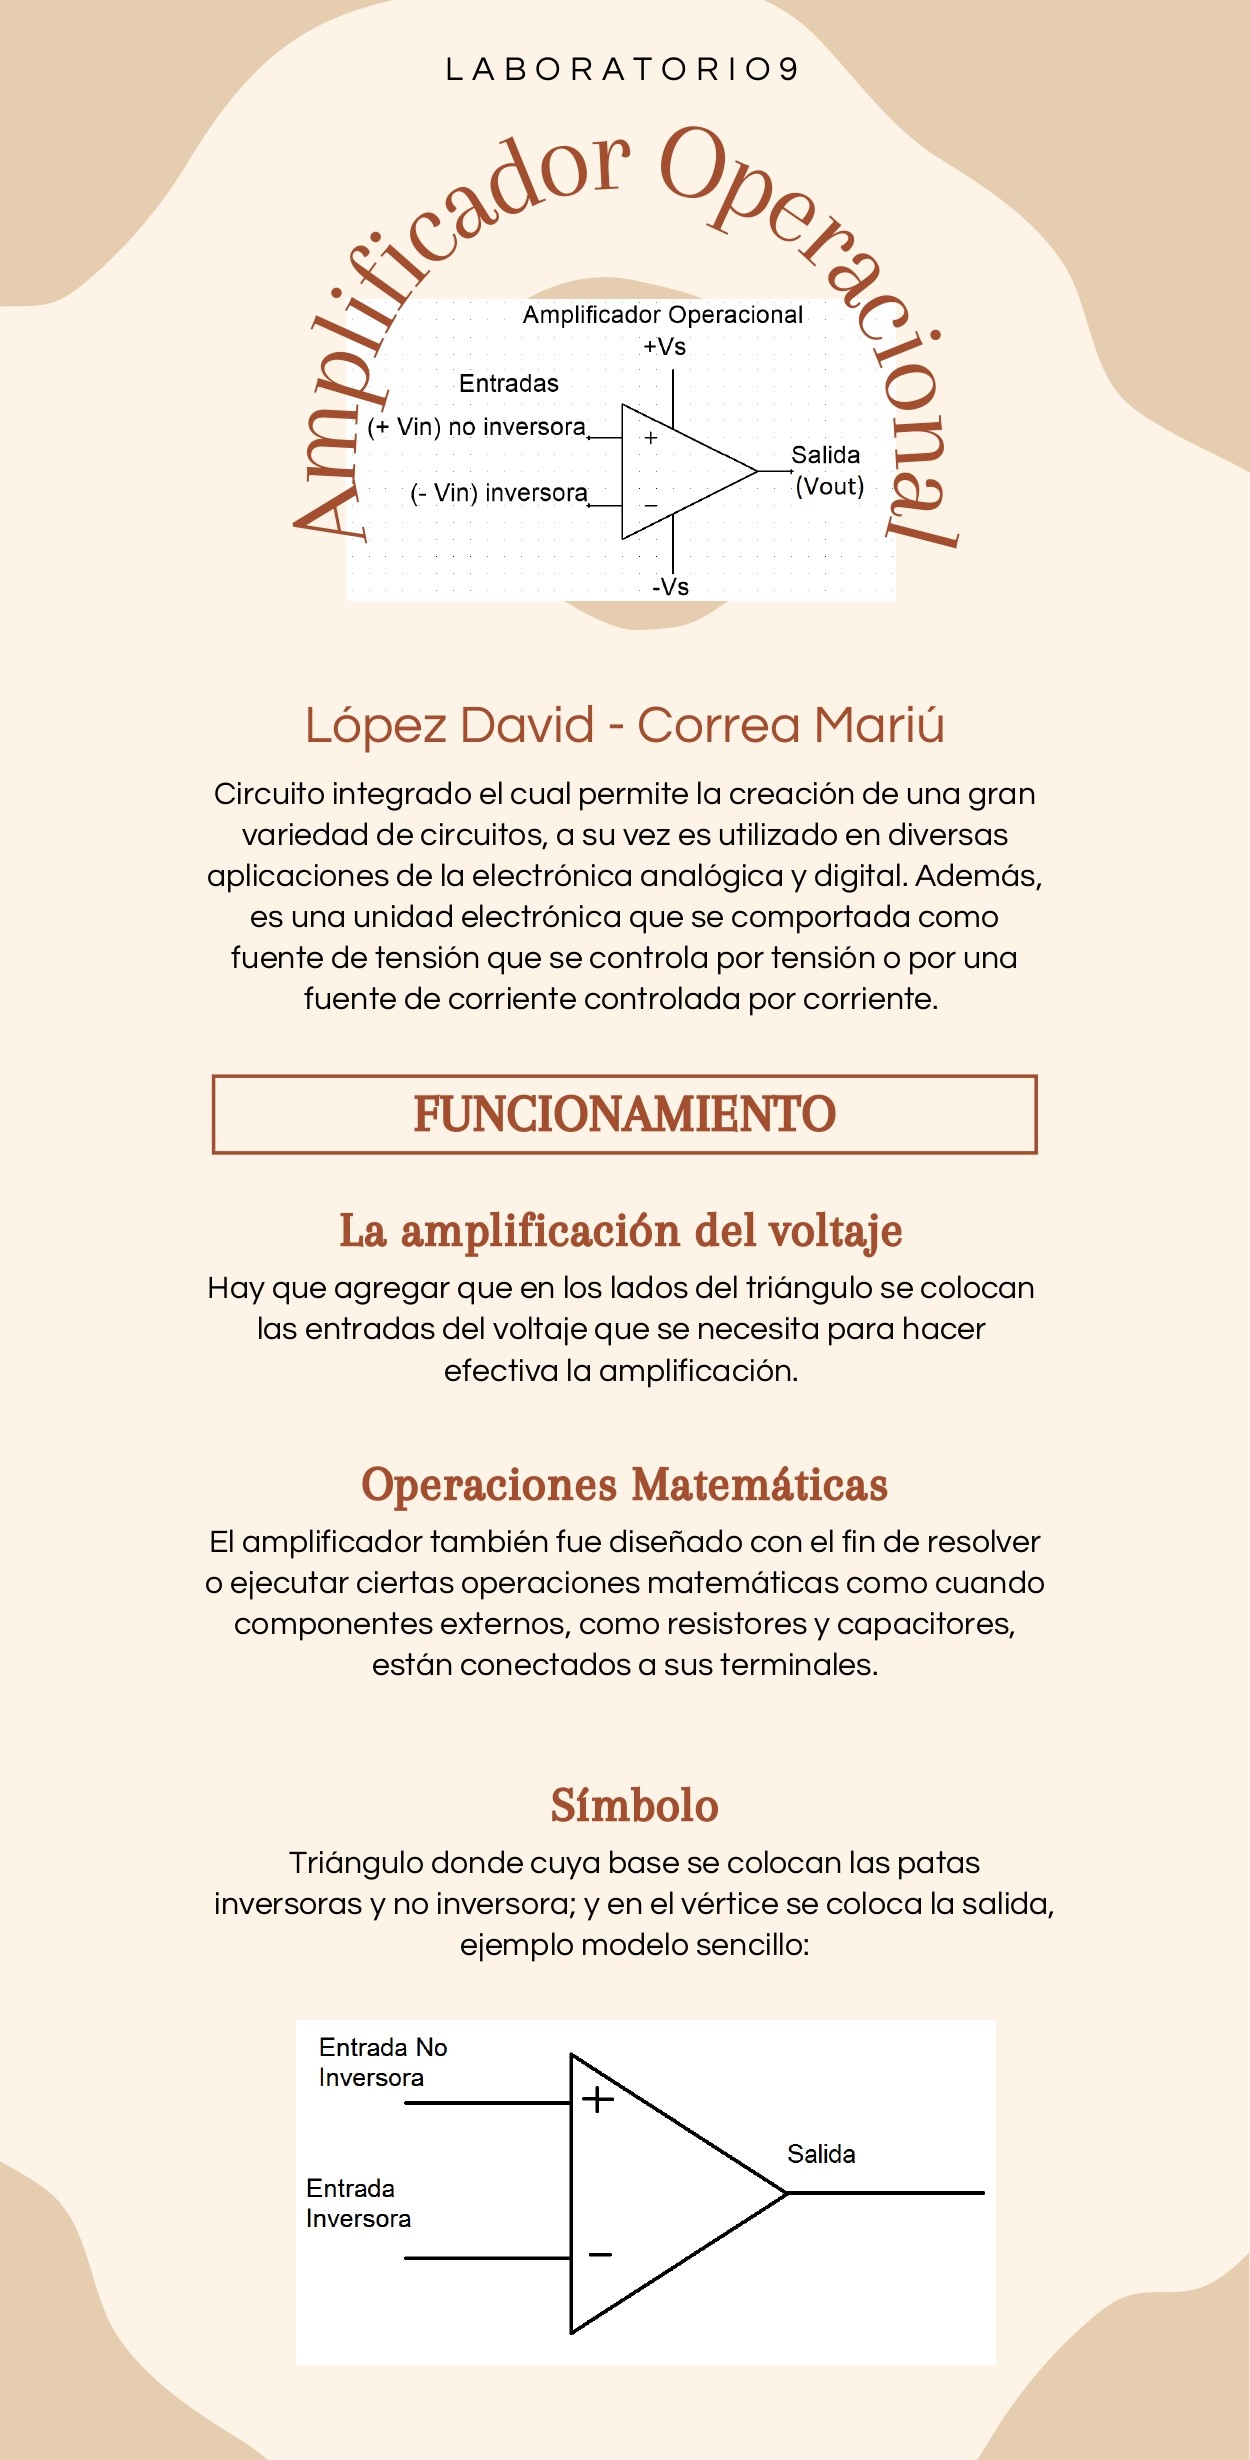 LABORATORIO9
Amplificador Operacional
Amplificador Operacional
+Vs
Entradas
(+ Vin) no inversora
+
Salida
(Vout)
(- Vin) inversora
−
-Vs
López David - Correa Mariú
Circuito integrado el cual permite la creación de una gran
variedad de circuitos, a su vez es utilizado en diversas
aplicaciones de la electrónica analógica y digital. Además,
es una unidad electrónica que se comportada como
fuente de tensión que se controla por tensión o por una
fuente de corriente controlada por corriente.
FUNCIONAMIENTO
La amplificación del voltaje
Hay que agregar que en los lados del triángulo se colocan
las entradas del voltaje que se necesita para hacer
efectiva la amplificación.
Operaciones Matemáticas
El amplificador también fue diseñado con el fin de resolver
o ejecutar ciertas operaciones matemáticas como cuando
componentes externos, como resistores y capacitores,
están conectados a sus terminales.
Símbolo
Triángulo donde cuya base se colocan las patas
inversoras y no inversora; y en el vértice se coloca la salida,
ejemplo modelo sencillo:
Entrada No
Inversora
+
Salida
Entrada
Inversora
−